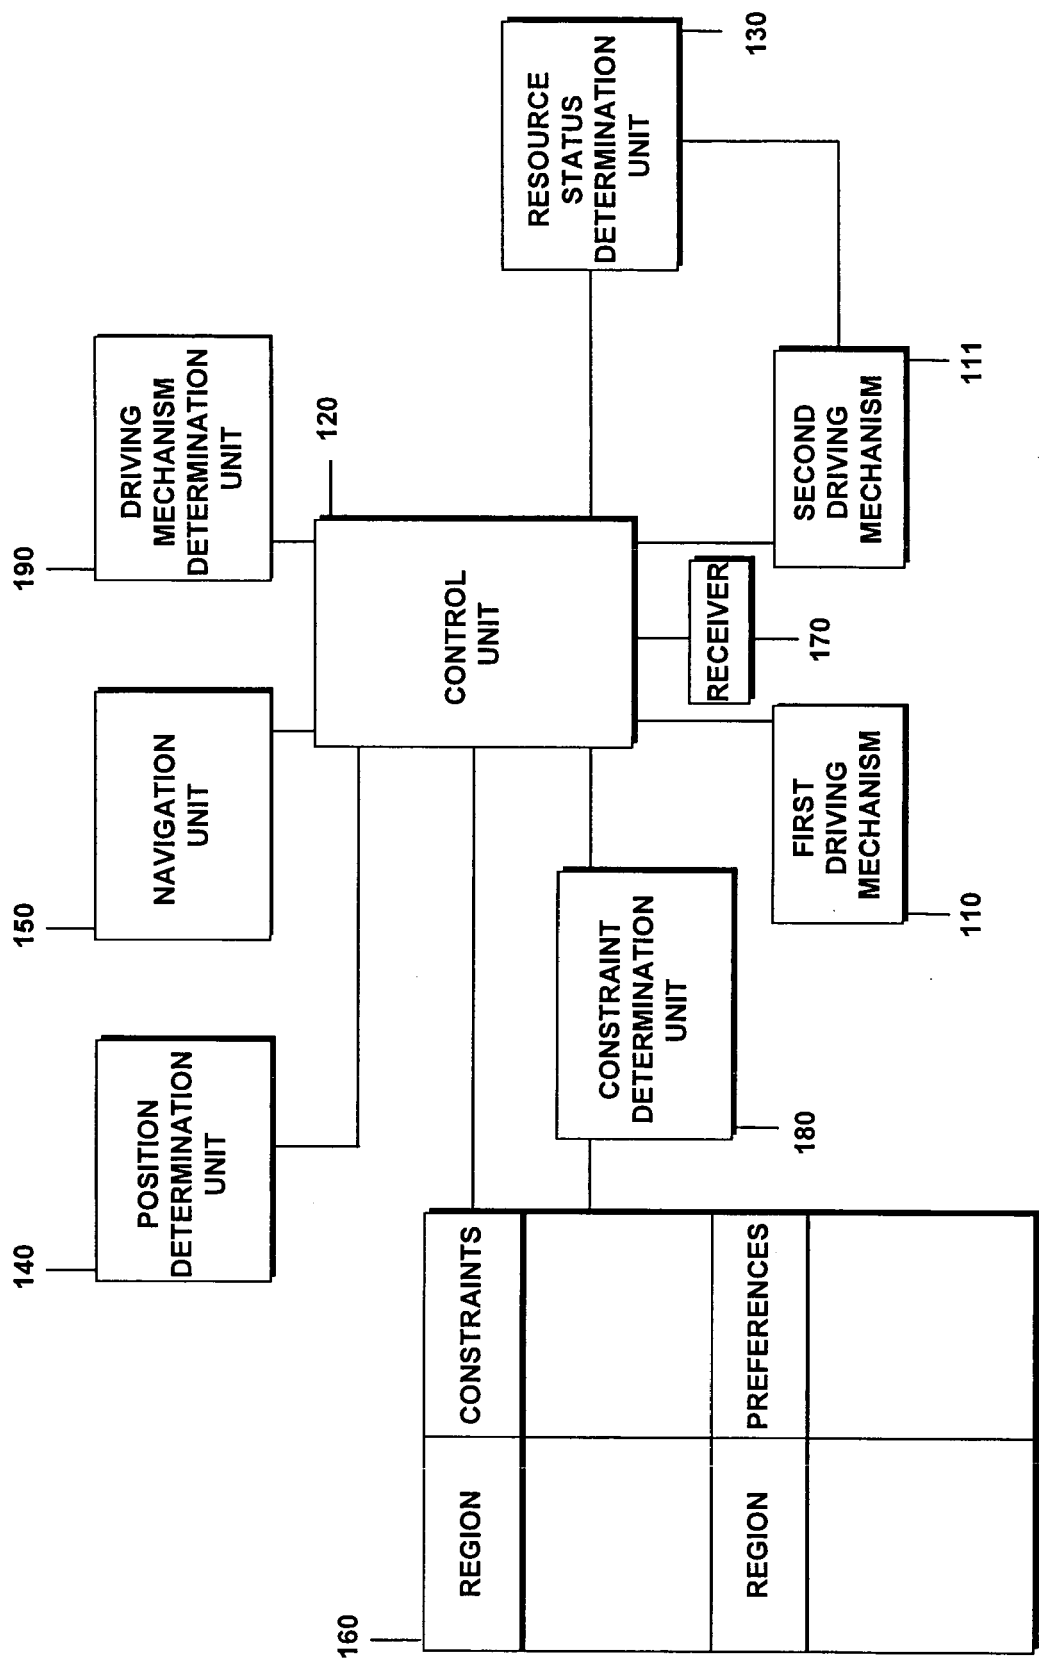 140
POSITION
DETERMINATION
UNIT
150
NAVIGATION
UNIT
190
DRIVING
MECHANISM
DETERMINATION
UNIT
120
CONTROL
UNIT
160
REGION
CONSTRAINTS
REGION
PREFERENCES
CONSTRAINT
DETERMINATION
UNIT
180
RESOURCE
STATUS
DETERMINATION
UNIT
130
RECEIVER
170
FIRST
DRIVING
MECHANISM
110
SECOND
DRIVING
MECHANISM
111